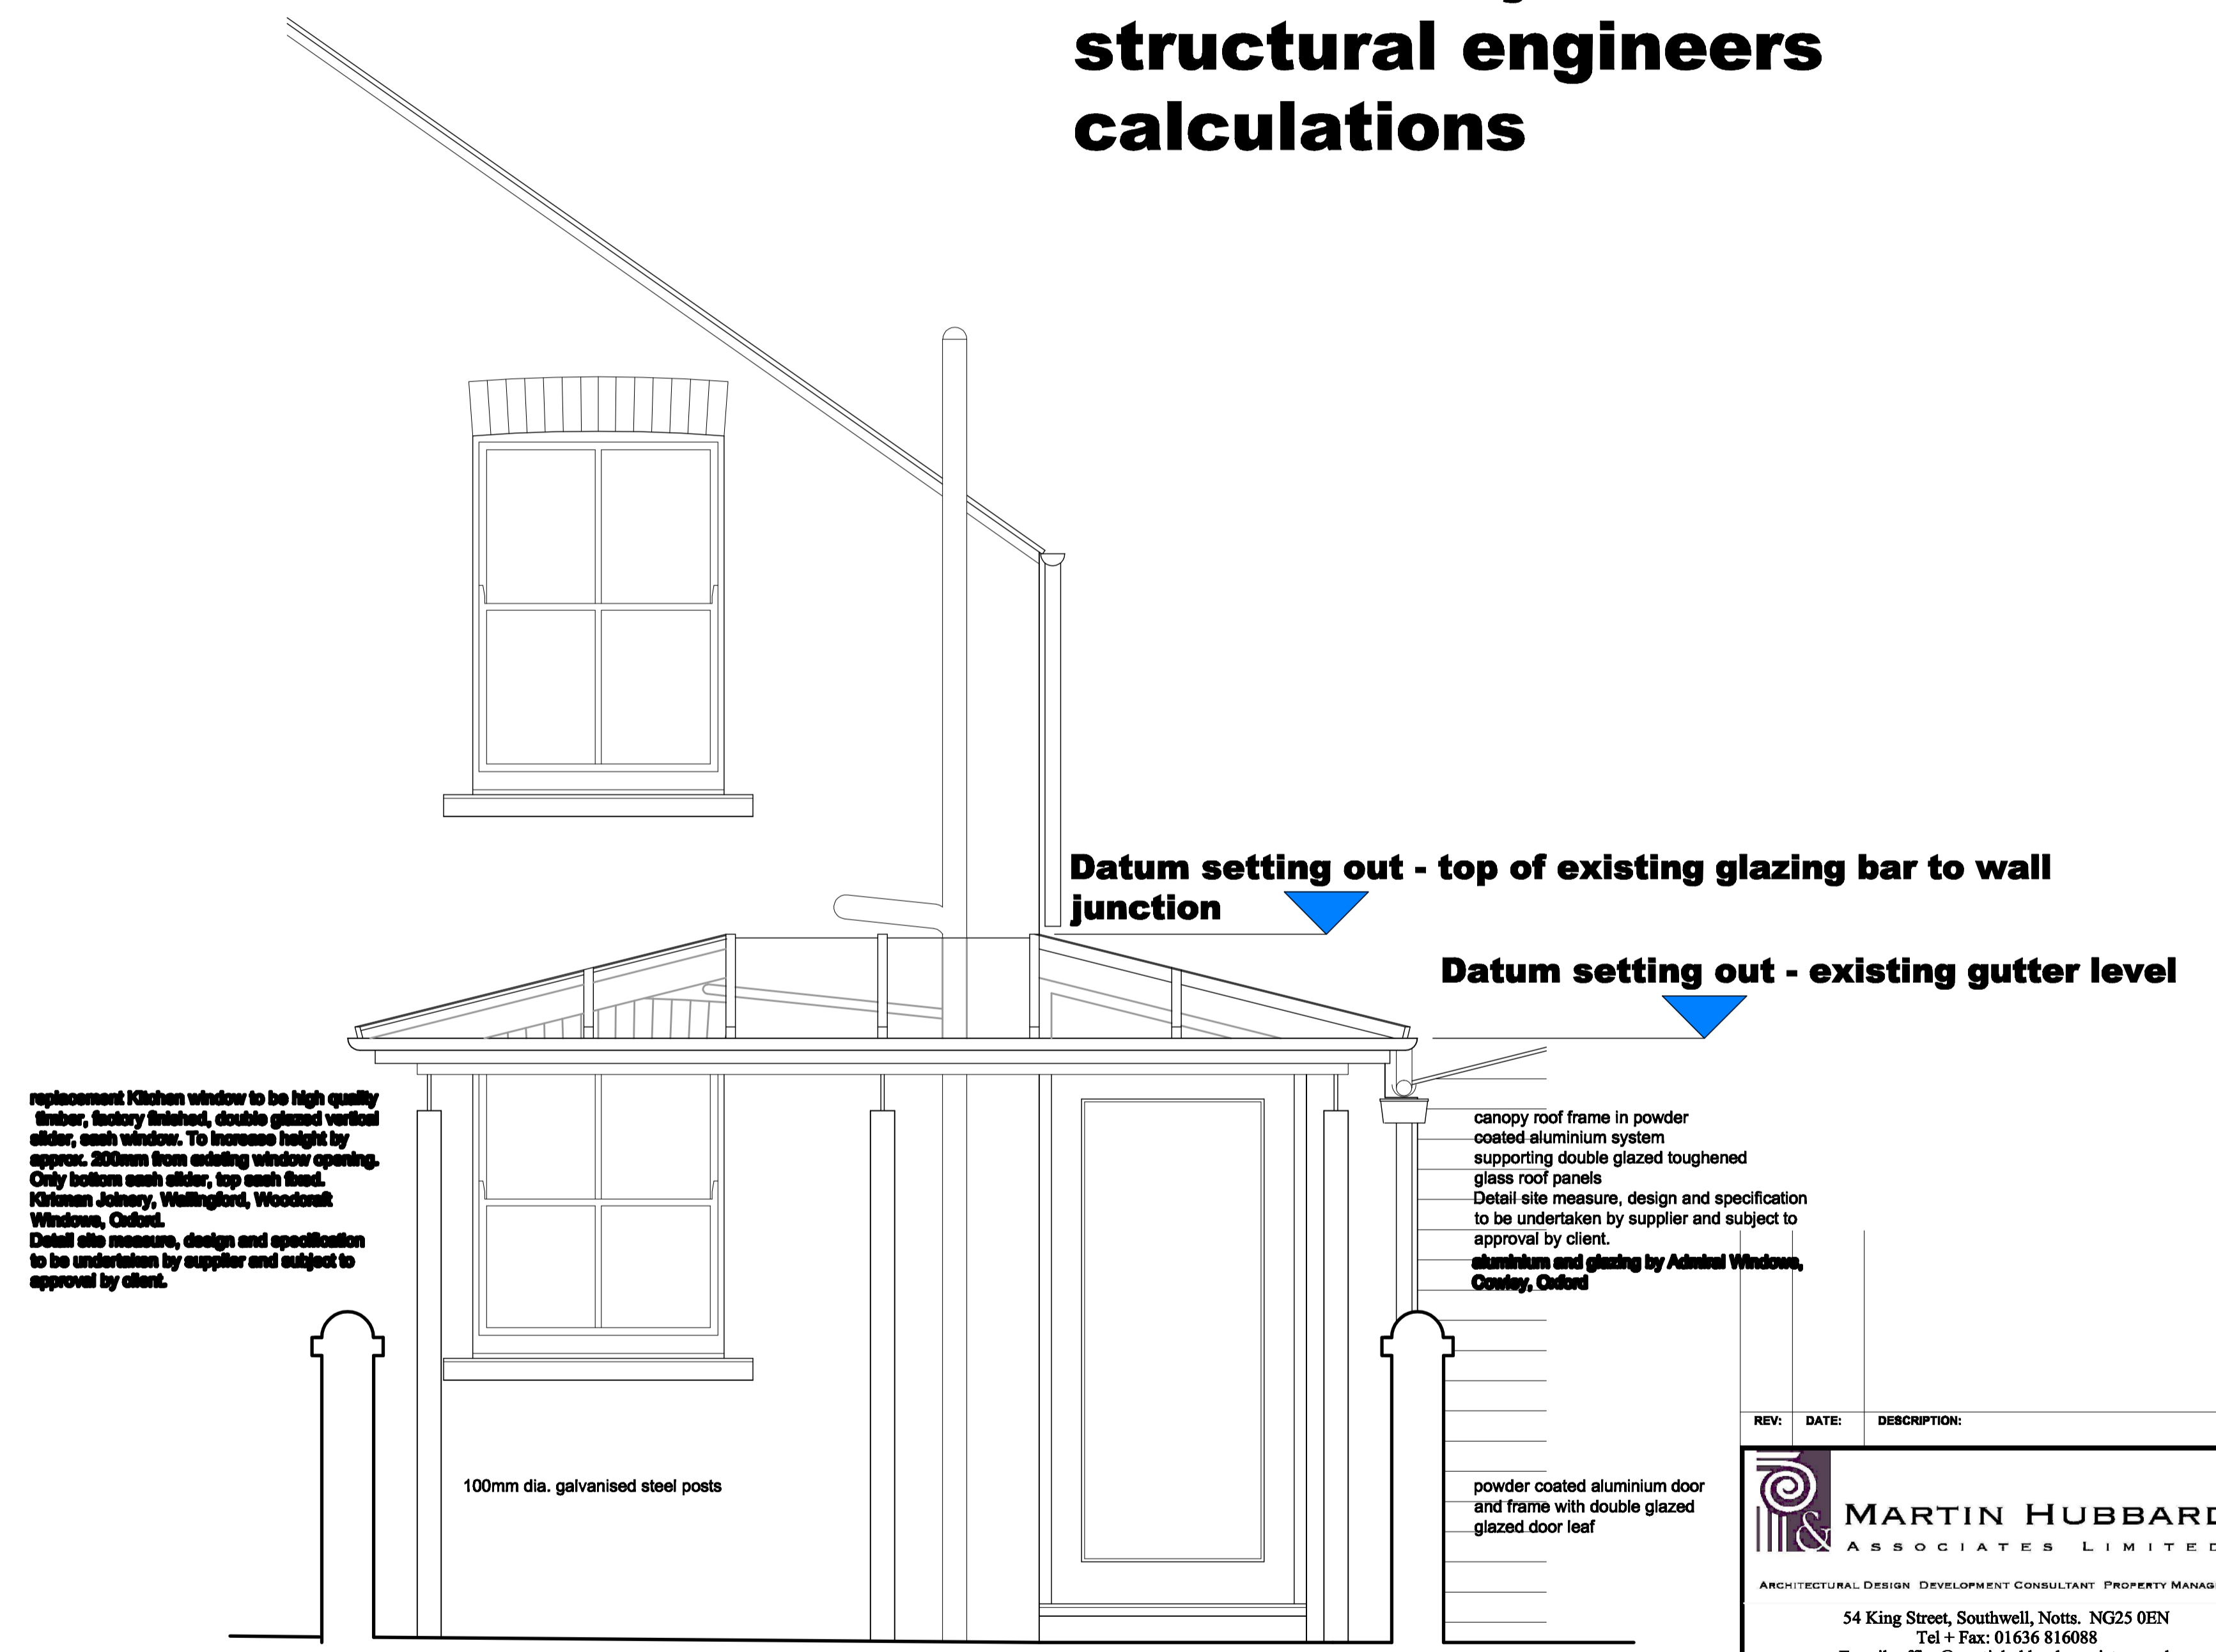 structural engineers
calculations
Datum setting out - top of existing glazing bar to wall
junction
Datum setting out - existing gutter level
replacement Kitchen window to be high quality
timber, factory finished, double glazed vertical
slider, sash window. To increase height by
approx. 200mm from existing window opening.
Only bottom sash slider, top sash fixed.
Kirkman Joinery, Wallingford, Woodcraft
Windows, Oxford.
Detail site measure, design and specification
to be undertaken by supplier and subject to
approval by client.
canopy roof frame in powder
coated aluminium system
supporting double glazed toughened
glass roof panels
Detail site measure, design and specification
to be undertaken by supplier and subject to
approval by client.
aluminium and glazing by Admiral Windows,
Cowley, Oxford
100mm dia. galvanised steel posts
powder coated aluminium door
and frame with double glazed
glazed door leaf
REV: DATE: DESCRIPTION:
&
MARTIN HUBBARD
ASSOCIATES LIMITED
ARCHITECTURAL DESIGN DEVELOPMENT CONSULTANT PROPERTY MANAG
54 King Street, Southwell, Notts. NG25 0EN
Tel + Fax: 01636 816088